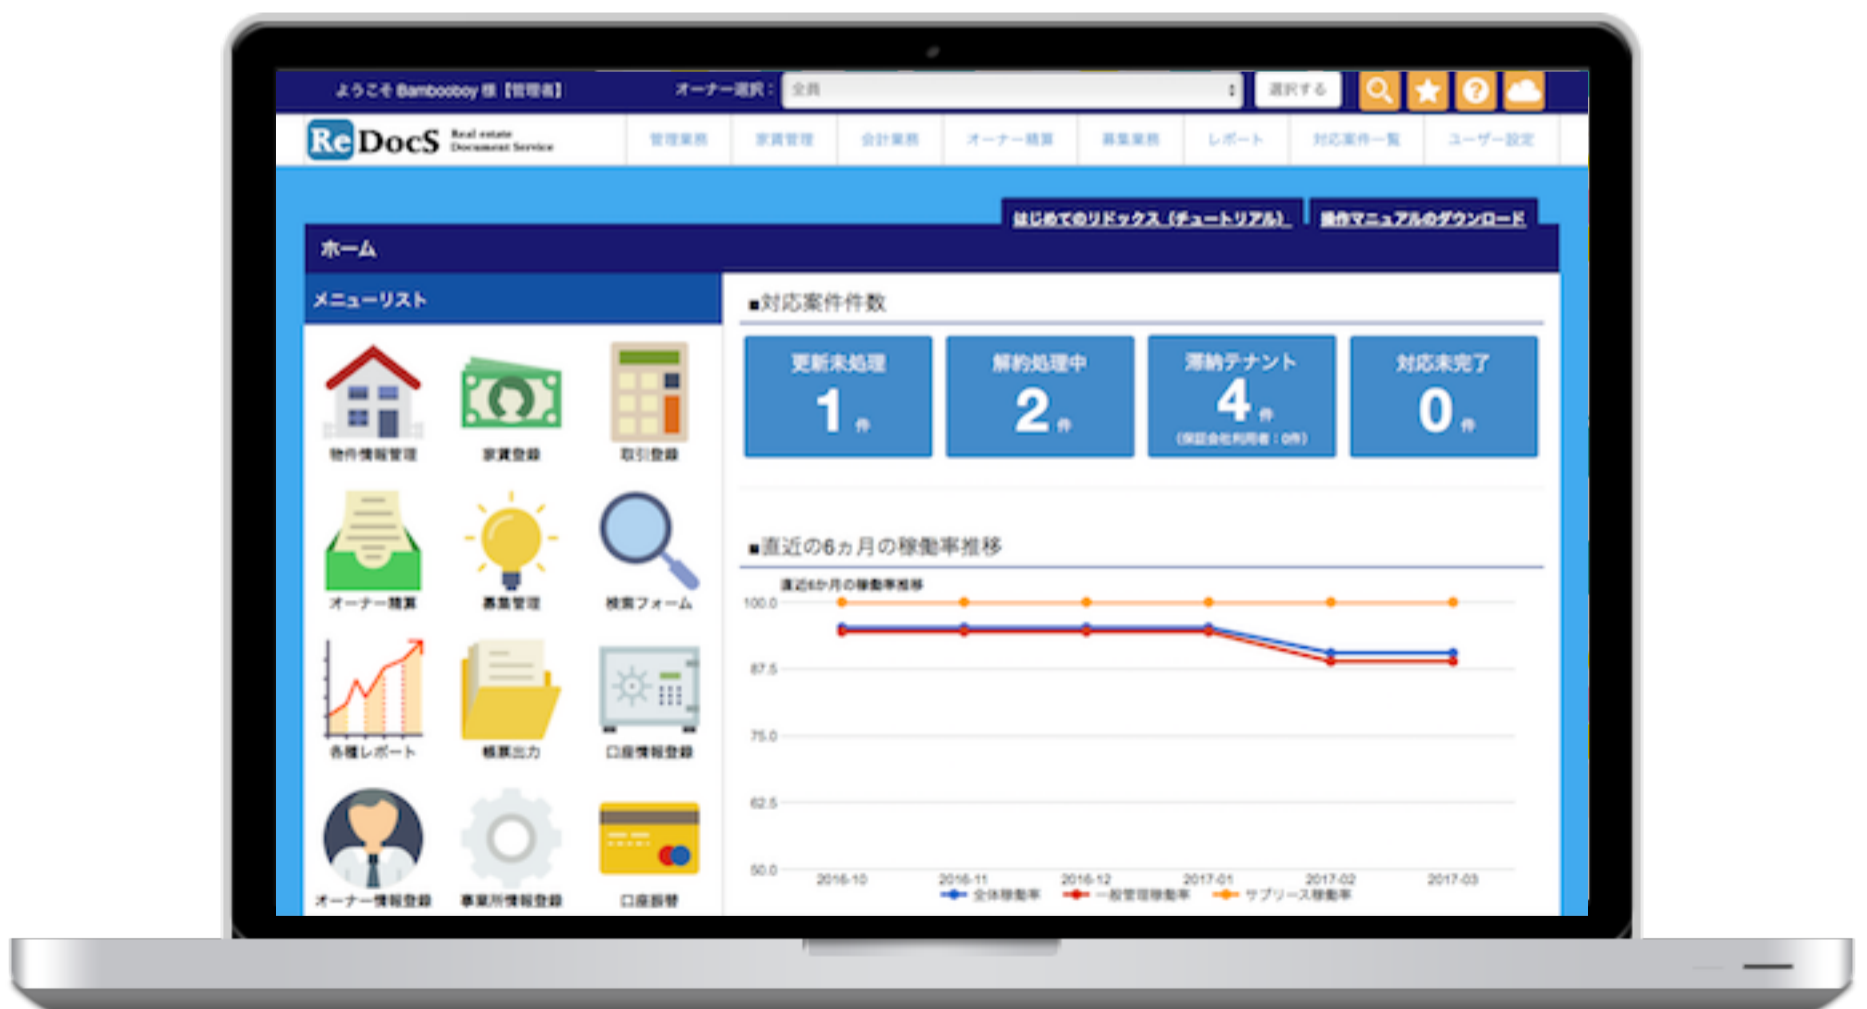 ようこそ Bambooboy 様【管理者】
オーナー選択：
全員
選択する
ReDocS Real estate Document Service
管理業務 家賃管理 会計業務 オーナー精算 募集業務 レポート 対応案件一覧 ユーザー設定
はじめてのリドックス（チュートリアル） 操作マニュアルのダウンロード
ホーム
メニューリスト
物件情報管理 家賃登録 取引登録
オーナー精算 募集管理 検索フォーム
各種レポート 帳票出力 口座情報登録
オーナー情報登録 事業所情報登録 口座振替
■対応案件件数
更新未処理
1 件
解約処理中
2 件
滞納テナント
4 件
(保証会社利用者：0件)
対応未完了
0 件
■直近の6ヵ月の稼働率推移
直近6か月の稼働率推移
100.0
87.5
75.0
62.5
50.0
2016-10 2016-11 2016-12 2017-01 2017-02 2017-03
全体稼働率 一般管理稼働率 サブリース稼働率